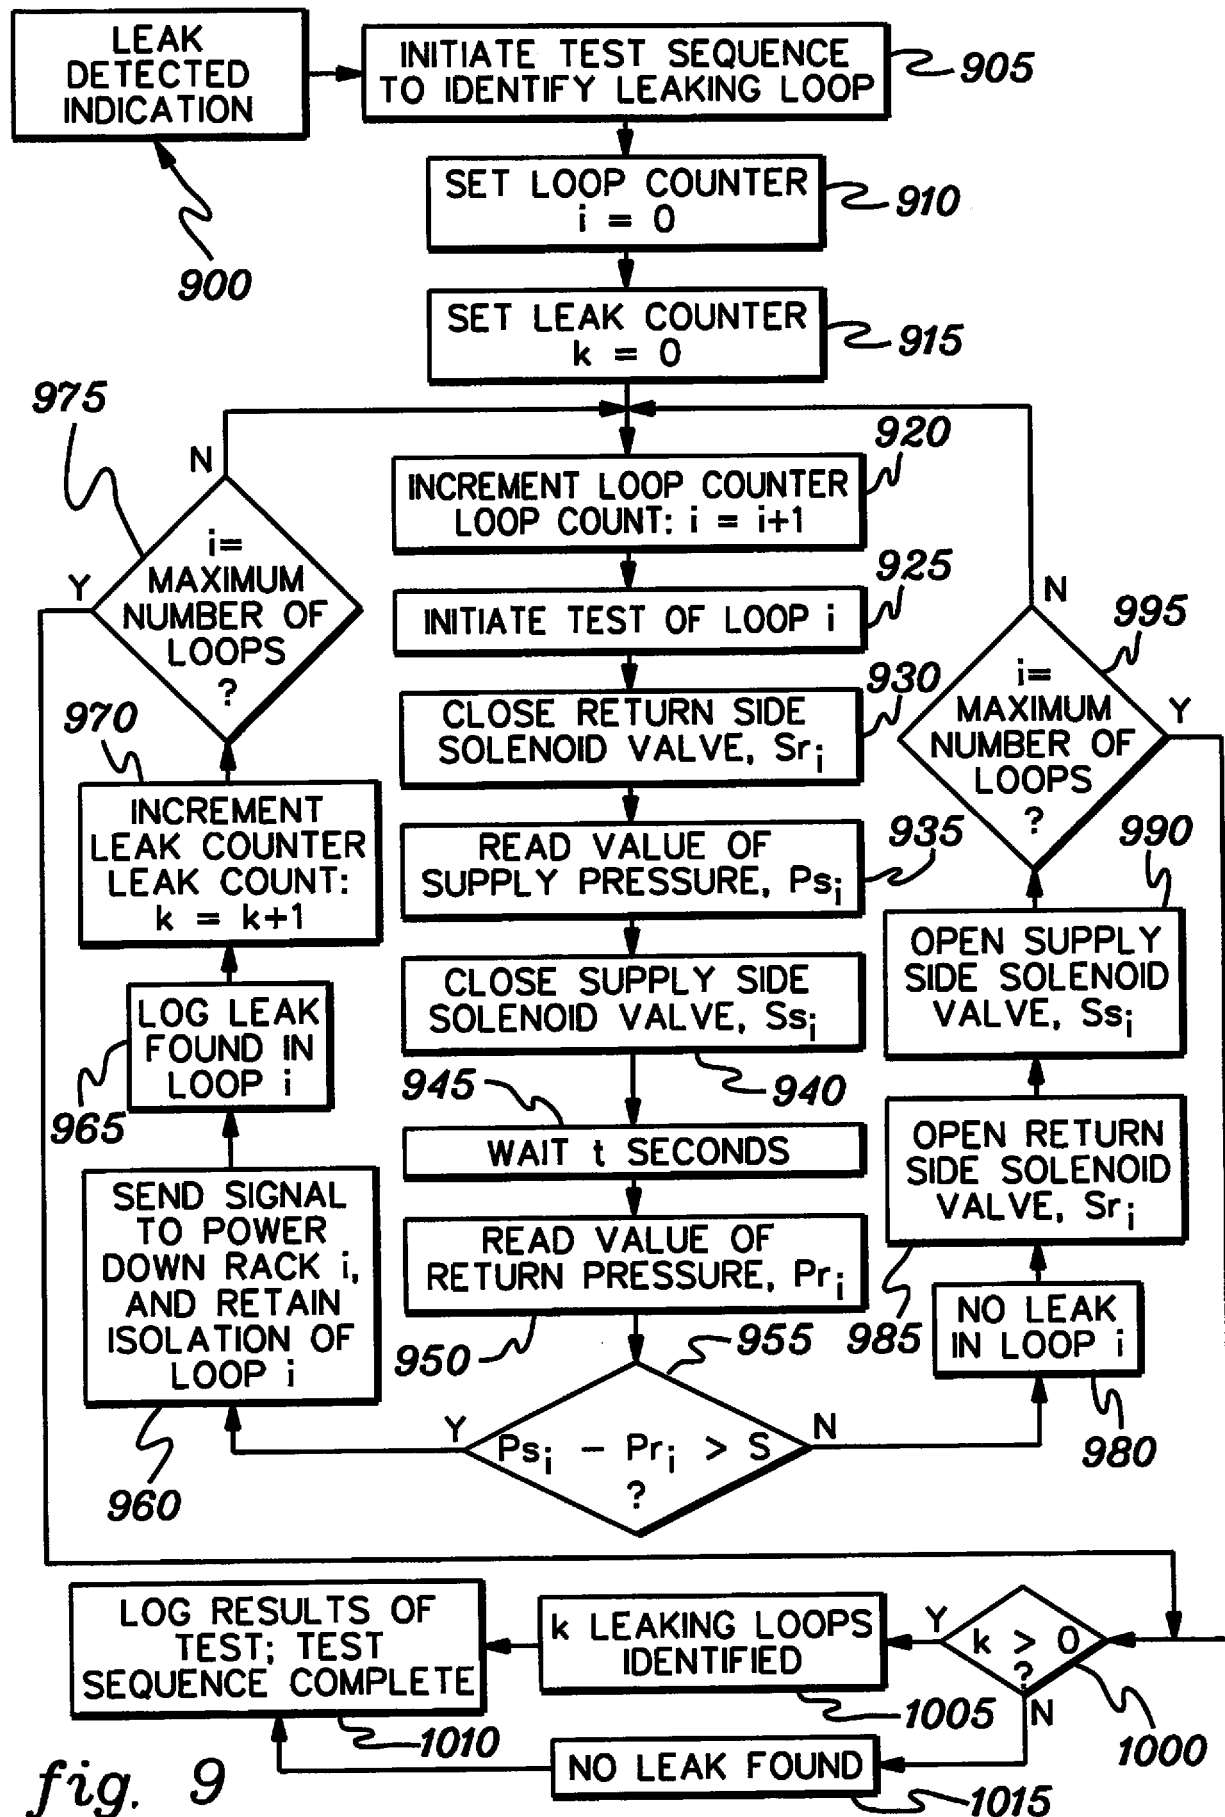 LEAK
DETECTED
INDICATION
900
INITIATE TEST SEQUENCE
TO IDENTIFY LEAKING LOOP
905
SET LOOP COUNTER
i = 0
910
SET LEAK COUNTER
k = 0
915
INCREMENT LOOP COUNTER
LOOP COUNT: i = i+1
920
INITIATE TEST OF LOOP i
925
CLOSE RETURN SIDE
SOLENOID VALVE, Sri
930
READ VALUE OF
SUPPLY PRESSURE, Psi
935
CLOSE SUPPLY SIDE
SOLENOID VALVE, Ssi
940
945
WAIT t SECONDS
READ VALUE OF
RETURN PRESSURE, Pri
950
955
Psi – Pri > S
?
Y
N
SEND SIGNAL
TO POWER
DOWN RACK i,
AND RETAIN
ISOLATION OF
LOOP i
960
LOG LEAK
FOUND IN
LOOP i
965
INCREMENT
LEAK COUNTER
LEAK COUNT:
k = k+1
970
975
i=
MAXIMUM
NUMBER OF
LOOPS
?
N
Y
NO LEAK
IN LOOP i
980
OPEN RETURN
SIDE SOLENOID
VALVE, Sri
985
OPEN SUPPLY
SIDE SOLENOID
VALVE, Ssi
990
995
i=
MAXIMUM
NUMBER OF
LOOPS
?
N
Y
k > 0
?
Y
N
1000
k LEAKING LOOPS
IDENTIFIED
1005
LOG RESULTS OF
TEST; TEST
SEQUENCE COMPLETE
1010
NO LEAK FOUND
1015
fig. 9